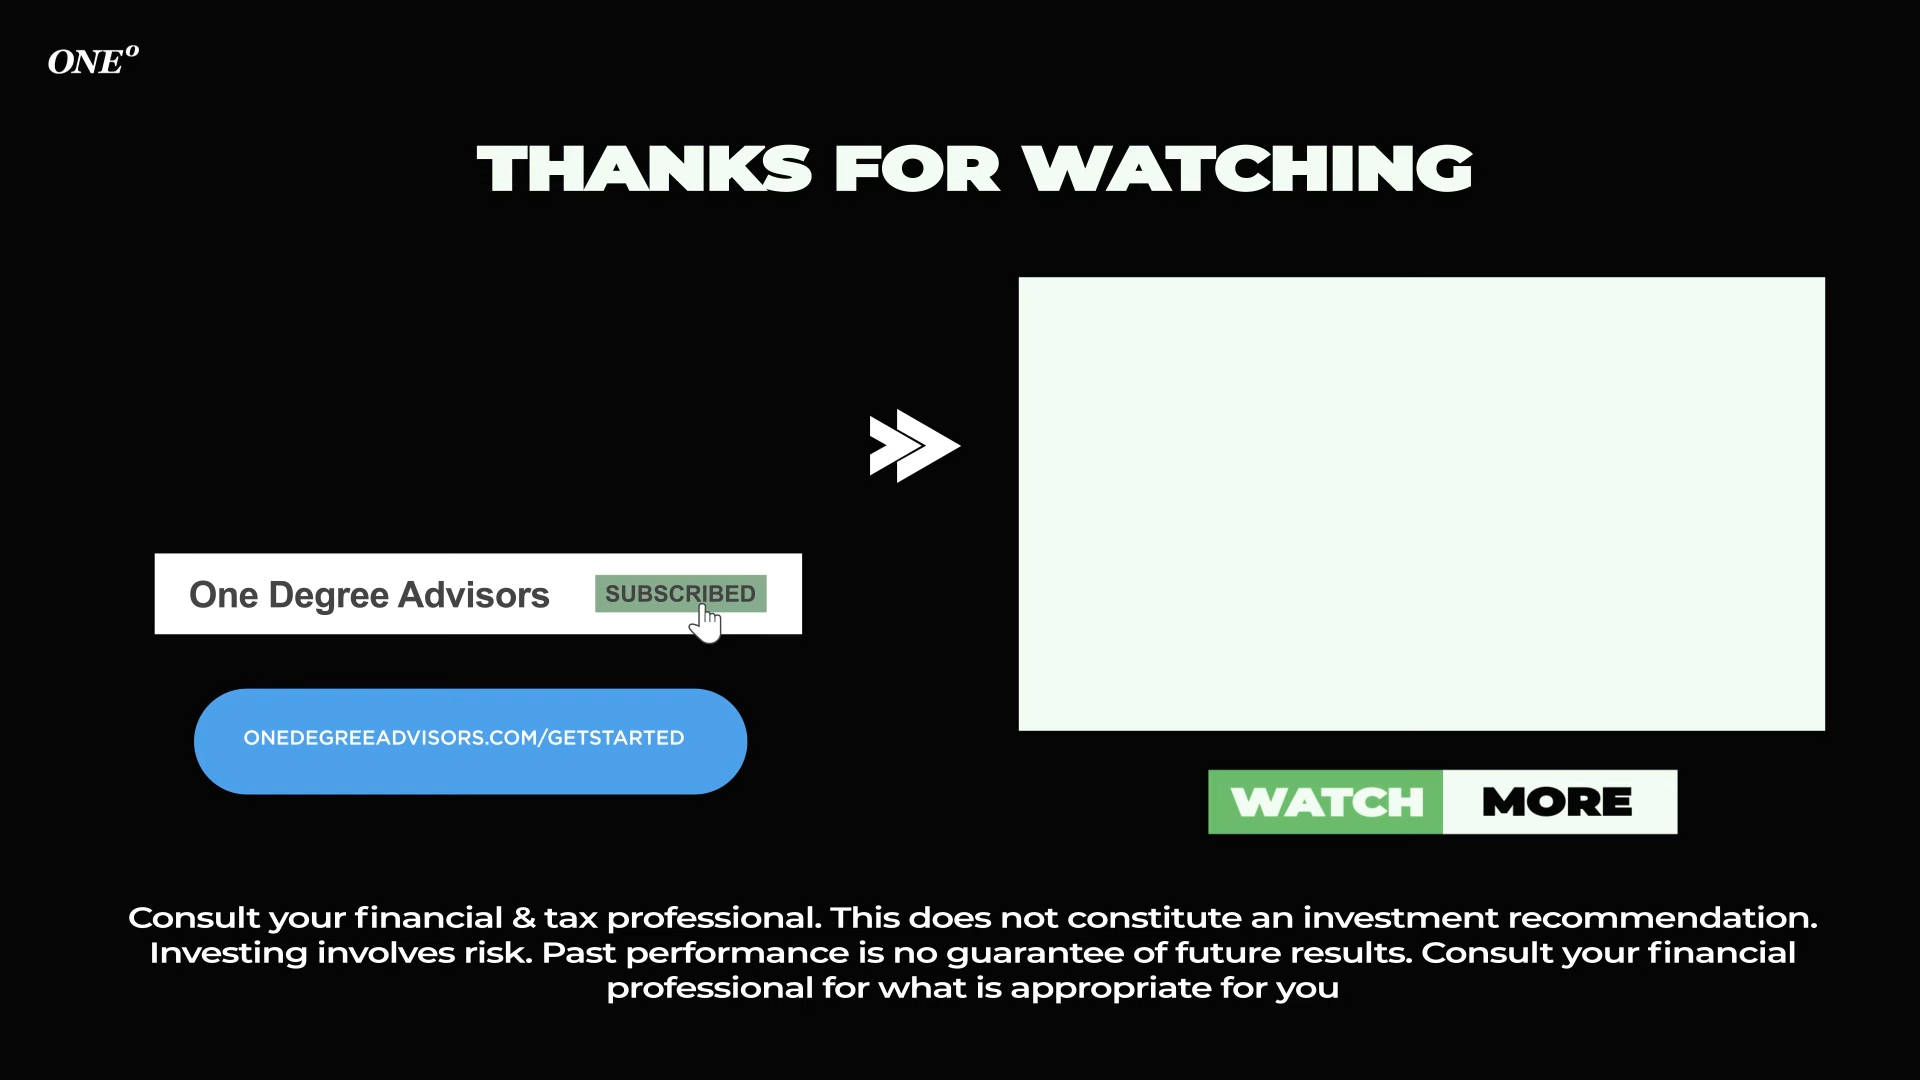 ONEº
THANKS FOR WATCHING
One Degree Advisors SUBSCRIBED
ONEDEGREEADVISORS.COM/GETSTARTED
WATCH MORE
Consult your financial & tax professional. This does not constitute an investment recommendation.
Investing involves risk. Past performance is no guarantee of future results. Consult your financial
professional for what is appropriate for you